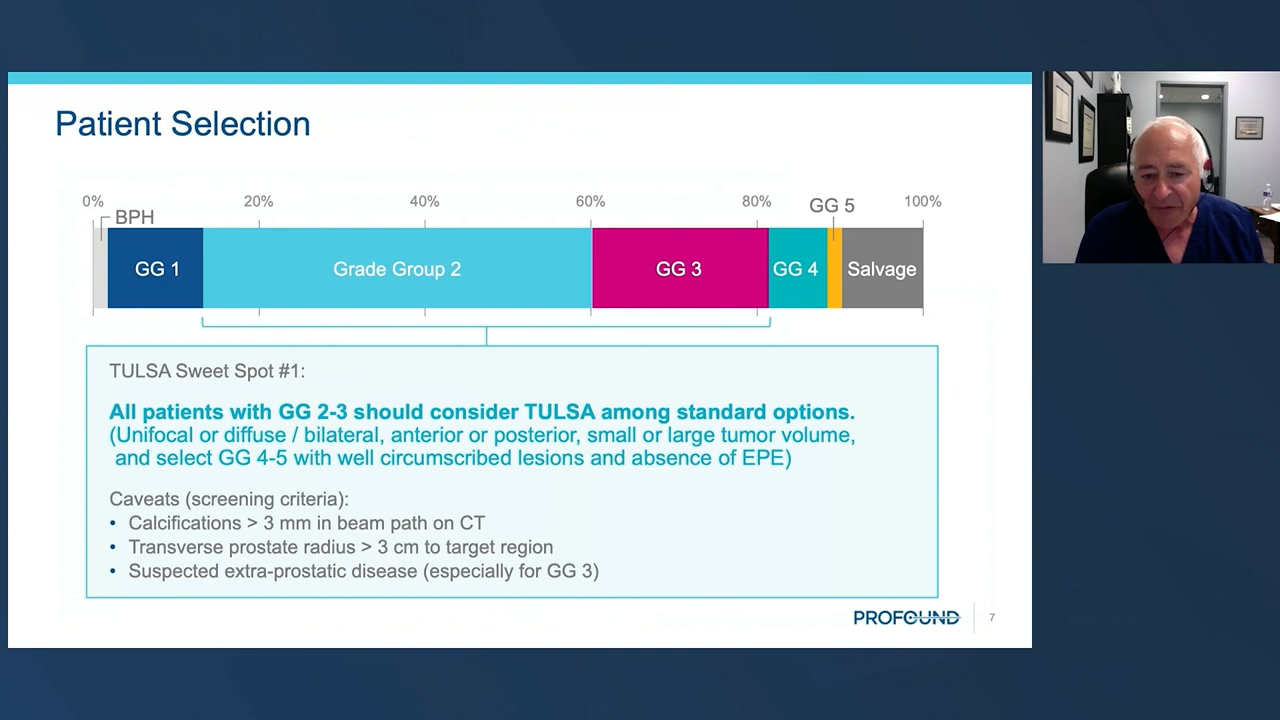 Patient Selection
0% 20% 40% 60% 80% 100%
BPH
GG 5
GG 1 Grade Group 2 GG 3 GG 4 Salvage
TULSA Sweet Spot #1:
All patients with GG 2-3 should consider TULSA among standard options.
(Unifocal or diffuse / bilateral, anterior or posterior, small or large tumor volume,
and select GG 4-5 with well circumscribed lesions and absence of EPE)
Caveats (screening criteria):
• Calcifications > 3 mm in beam path on CT
• Transverse prostate radius > 3 cm to target region
• Suspected extra-prostatic disease (especially for GG 3)
PROFOUND 7